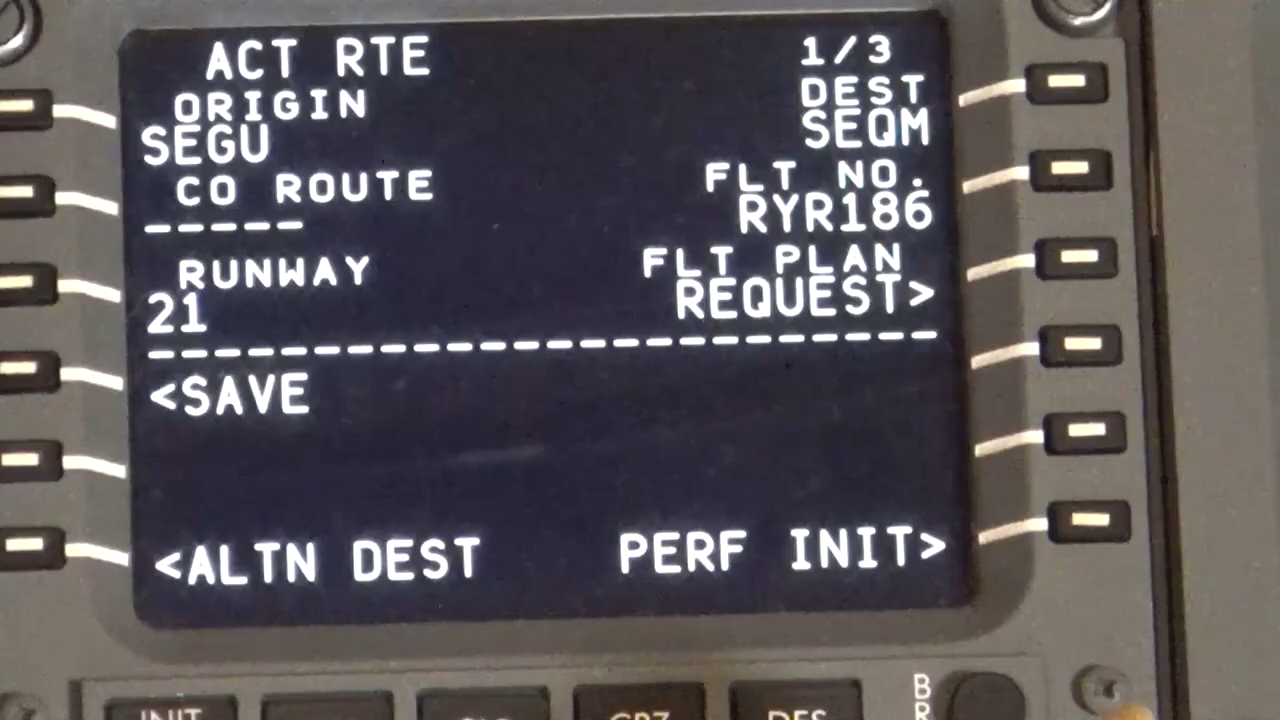 ACT RTE 1/3
ORIGIN DEST
SEGU SEQM
CO ROUTE FLT NO.
----- RYR186
RUNWAY FLT PLAN
21 REQUEST>
--------------------------
<SAVE
<ALTN DEST PERF INIT>
INIT DES
BR